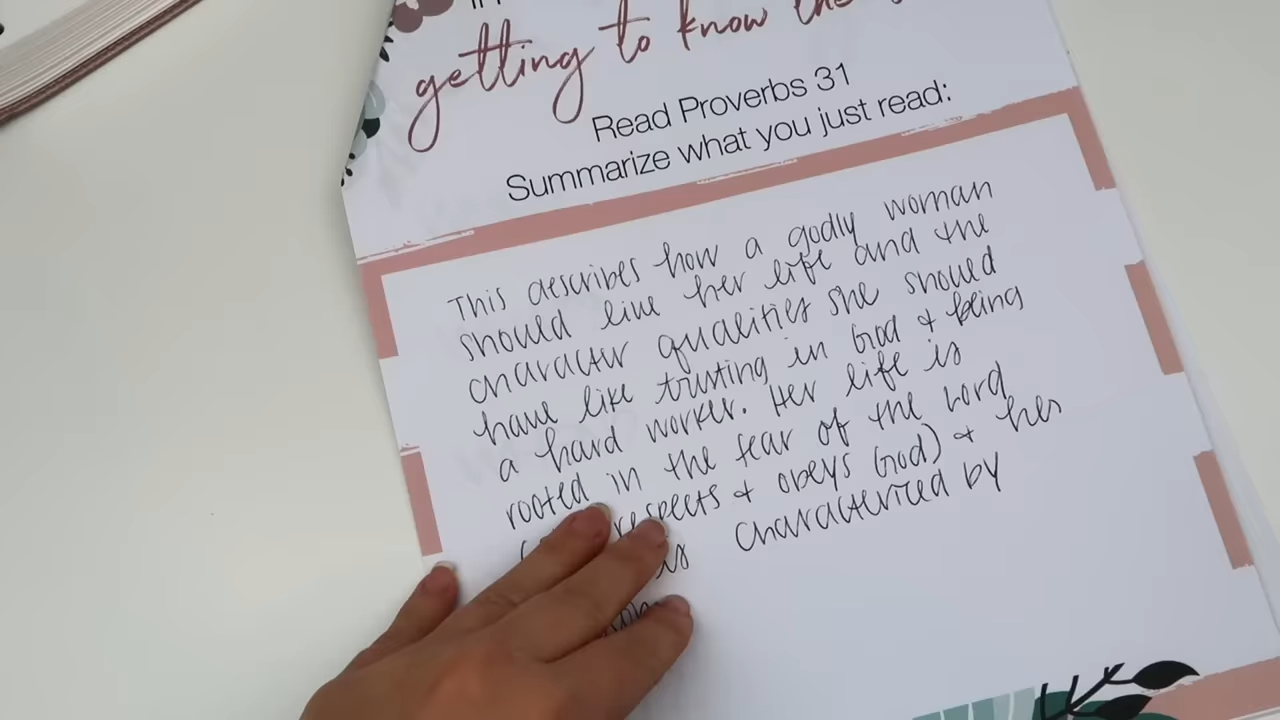 getting to know the
Read Proverbs 31
Summarize what you just read:
This describes how a godly woman
should live her life and the
character qualities she should
have like trusting in God & being
a hard worker. Her life is
rooted in the fear of the Lord
respects & obeys God) & her
is characterized by